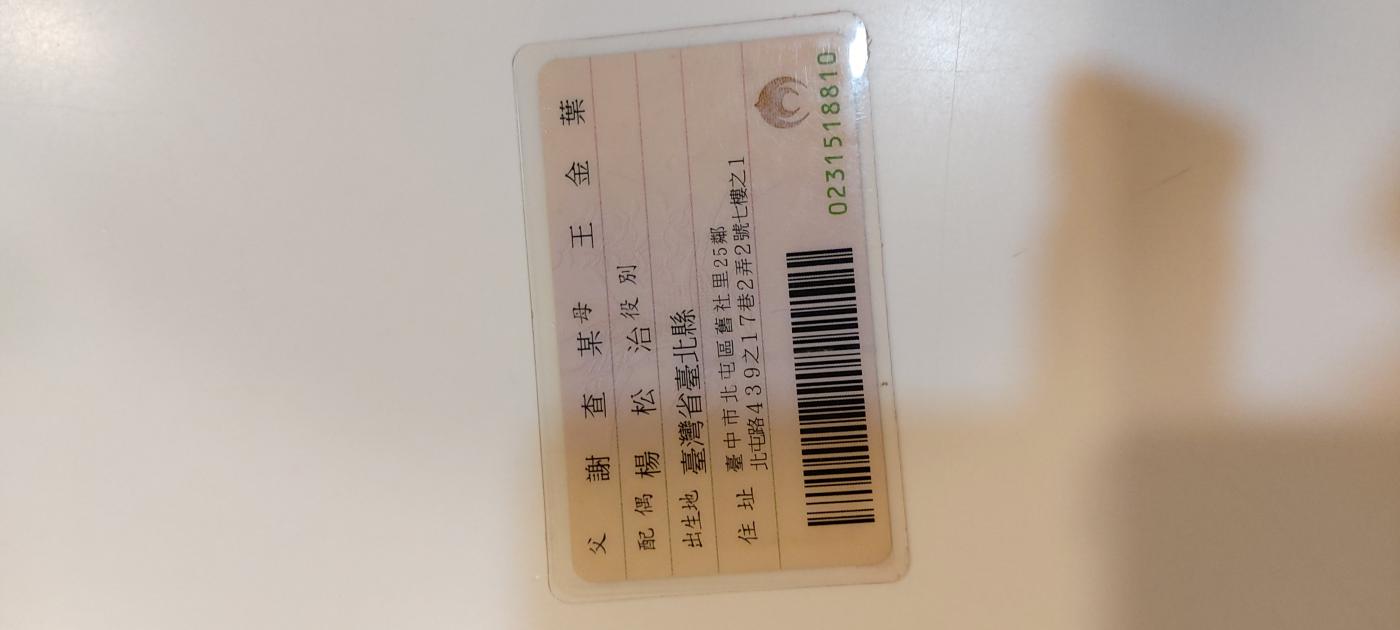 父 謝查某 母 王金葉
配偶 楊松治 役別
出生地 臺灣省臺北縣
住址 臺中市北屯區舊社里25鄰
北屯路439之17巷2弄2號七樓之1
0231518810